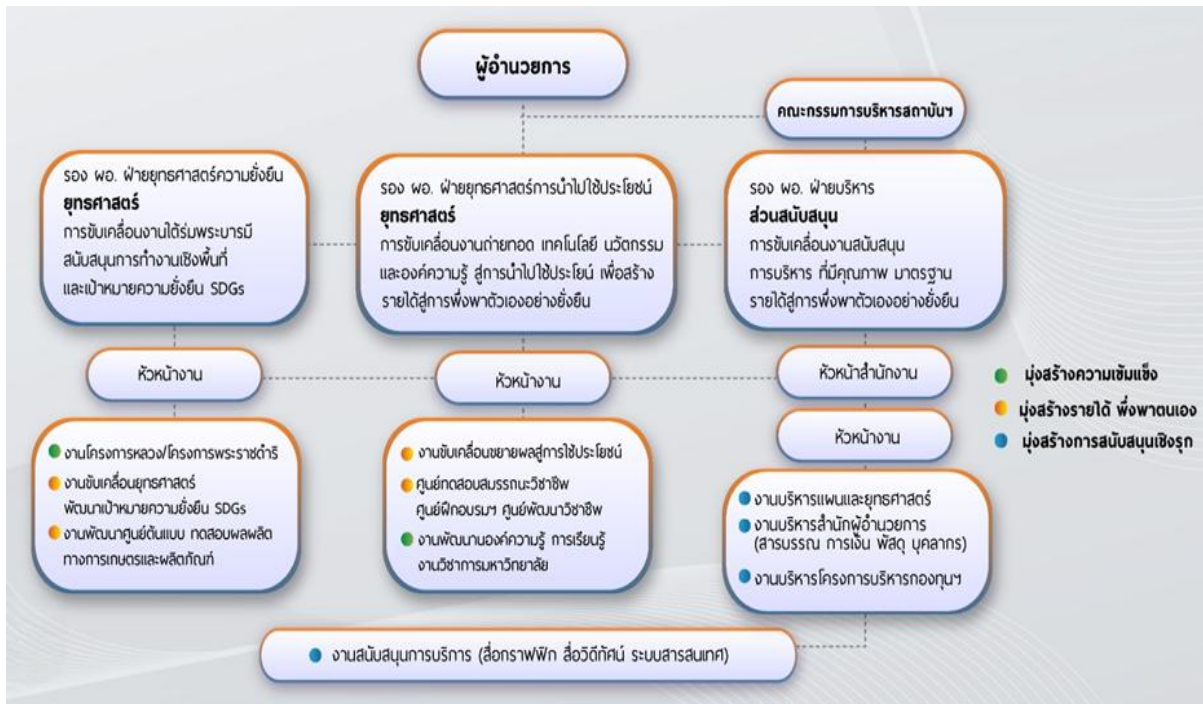 ผู้อำนวยการ
คณะกรรมการบริหารสถาบันฯ
รอง ผอ. ฝ่ายยุทธศาสตร์ความยั่งยืน
ยุทธศาสตร์
การขับเคลื่อนงานใต้ร่มพระบารมี
สนับสนุนการทำงานเชิงพื้นที่
และเป้าหมายความยั่งยืน SDGs
รอง ผอ. ฝ่ายยุทธศาสตร์การนำไปใช้ประโยชน์
ยุทธศาสตร์
การขับเคลื่อนงานถ่ายทอด เทคโนโลยี นวัตกรรม
และองค์ความรู้ สู่การนำไปใช้ประโยน์ เพื่อสร้าง
รายได้สู่การพึ่งพาตัวเองอย่างยั่งยืน
รอง ผอ. ฝ่ายบริหาร
ส่วนสนับสนุน
การขับเคลื่อนงานสนับสนุน
การบริหาร ที่มีคุณภาพ มาตรฐาน
รายได้สู่การพึ่งพาตัวเองอย่างยั่งยืน
หัวหน้างาน
หัวหน้างาน
หัวหน้าสำนักงาน
หัวหน้างาน
งานโครงการหลวง/โครงการพระราชดำริ
งานขับเคลื่อนยุทธศาสตร์
พัฒนาเป้าหมายความยั่งยืน SDGs
งานพัฒนาศูนย์ต้นแบบ ทดสอบผลผลิต
ทางการเกษตรและผลิตภัณฑ์
งานขับเคลื่อนขยายผลสู่การใช้ประโยชน์
ศูนย์ทดสอบสมรรถนะวิชาชีพ
ศูนย์ฝึกอบรมฯ ศูนย์พัฒนาวิชาชีพ
งานพัฒนาองค์ความรู้ การเรียนรู้
งานวิชาการมหาวิทยาลัย
งานบริหารแผนและยุทธศาสตร์
งานบริหารสำนักผู้อำนวยการ
(สารบรรณ การเงิน พัสดุ บุคลากร)
งานบริหารโครงการบริหารกองทุนฯ
มุ่งสร้างความเข้มแข็ง
มุ่งสร้างรายได้ พึ่งพาตนเอง
มุ่งสร้างการสนับสนุนเชิงรุก
งานสนับสนุนการบริการ (สื่อกราฟฟิก สื่อวิดีทัศน์ ระบบสารสนเทศ)